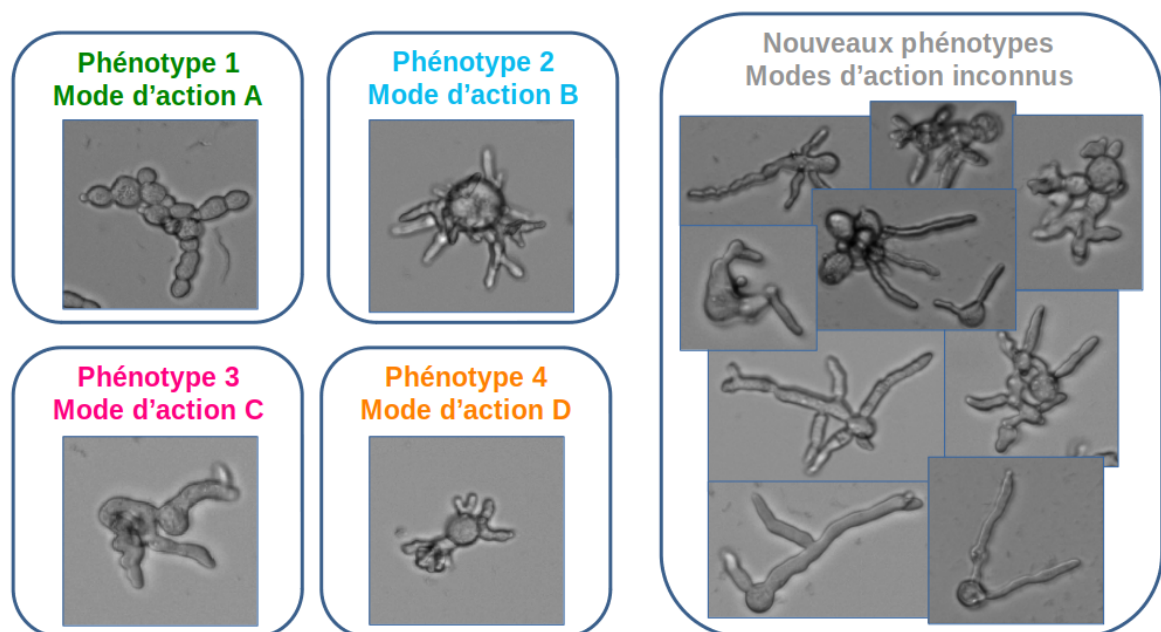 Phénotype 1
Mode d'action A
Phénotype 2
Mode d'action B
Phénotype 3
Mode d'action C
Phénotype 4
Mode d'action D
Nouveaux phénotypes
Modes d'action inconnus